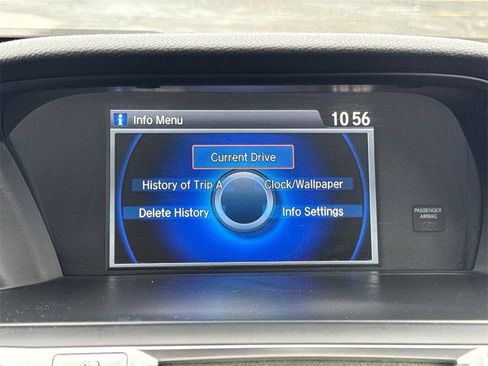 i Info Menu 10 56
Current Drive
History of Trip A Clock/Wallpaper
Delete History Info Settings
PASSENGER
AIRBAG